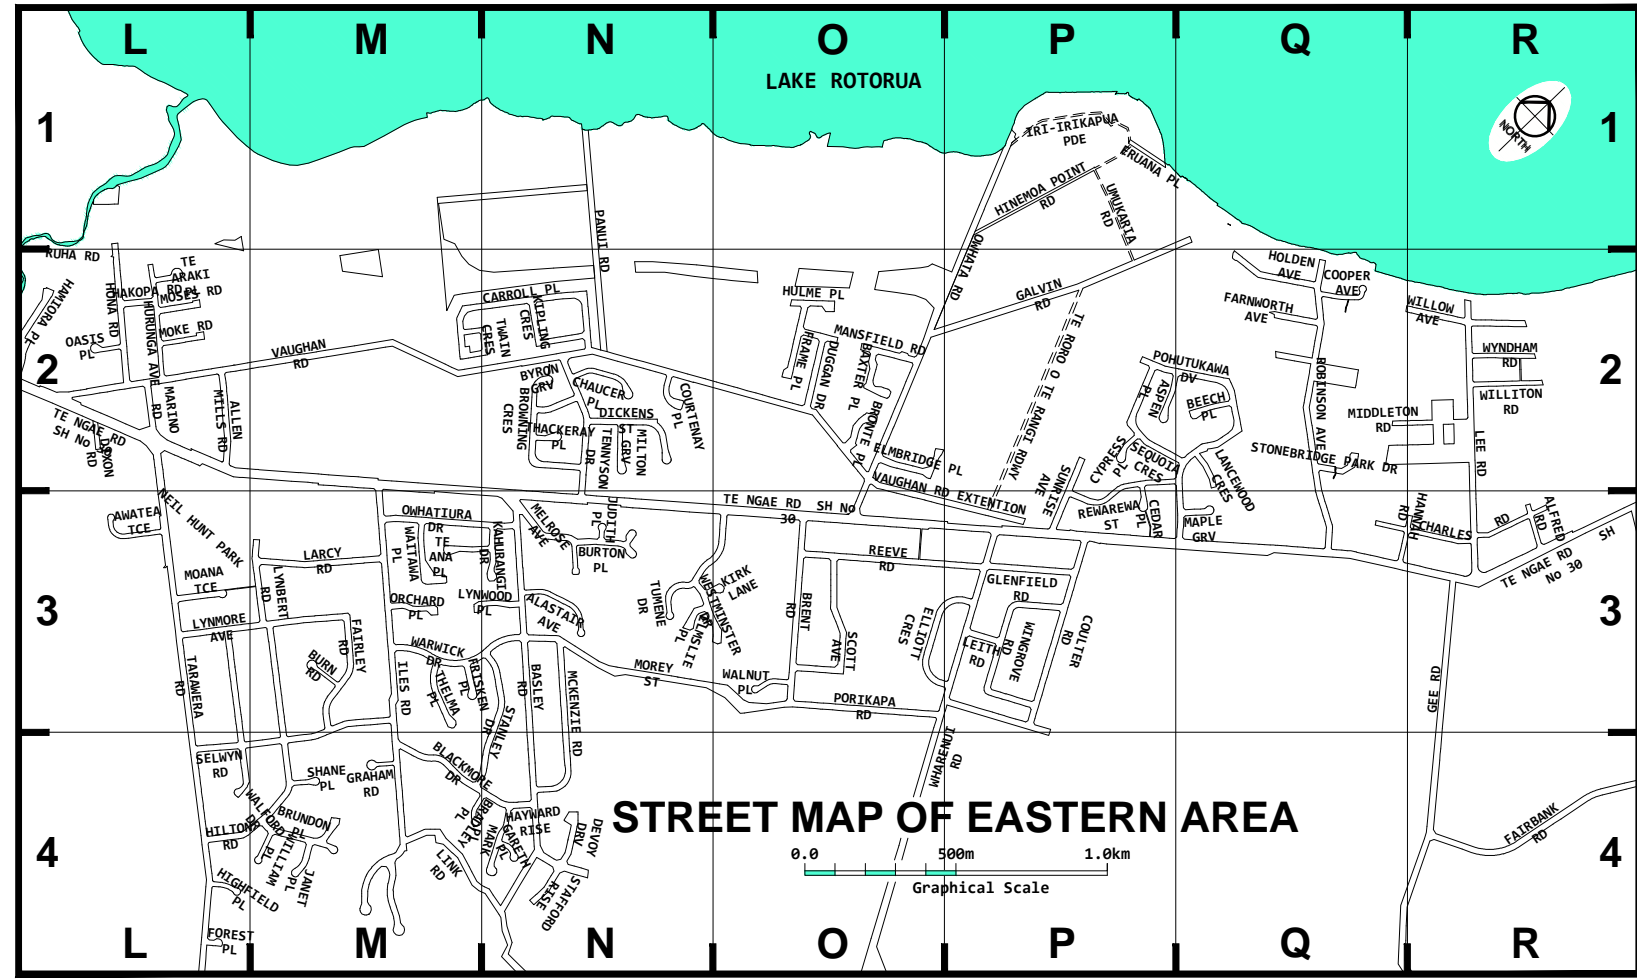 L M N O P Q R
LAKE ROTORUA
1
1
NORTH
IRI-IRIKAPUA
PDE
ERUANA PL
HINEMOA POINT
RD
UMUKARIA
RD
OWHATA RD
PANUI RD
RUHA RD
TE
ARAKI
PL
HAKOPA RD
MOSES RD
HAMIORA
PL
HONA RD
HURUNGA AVE
MOKE RD
OASIS
PL
VAUGHAN
RD
CARROLL PL
KIPLING
CRES
TWAIN
CRES
HULME PL
MANSFIELD RD
FRAME PL
DUGAN DR
BAXTER PL
BRONTE PL
GALVIN
RD
TE RORO O TE RANGI RDWY
HOLDEN
AVE
COOPER
AVE
FARNWORTH
AVE
WILLOW
AVE
WYNDHAM
RD
WILLITON
RD
2
2
MARINO
RD
ALLEN
MILLS RD
BYRON
GRV
CHAUCER
PL
DICKENS
ST
BROWNING
CRES
THACKERAY
PL
TENNYSON
DR
MILTON
GRV
COURTENAY
PL
POHUTUKAWA
DV
ASPEN
PL
BEECH
PL
ROBINSON AVE
MIDDLETON
RD
STONEBRIDGE PARK DR
LEE RD
TE NGAE RD
SH No 30
DIXON
RD
ELMBRIDGE PL
VAUGHAN RD EXTENTION
SUNRISE
AVE
CYPRESS
PL
SEQUOIA
CRES
LANCEWOOD
CRES
TE NGAE RD SH No
30
REWAREWA
ST
CEDAR
PL
MAPLE
GRV
HANNAH
RD
CHARLES RD
ALFRED
RD
TE NGAE RD SH
No 30
AWATEA
TCE
NEIL HUNT PARK
OWHATIURA
DR
WAITAWA
PL
TE
ANA
PL
KAHURANGI
DR
MELROSE
AVE
JUDITH
PL
BURTON
PL
REEVE
RD
LARCY
RD
MOANA
TCE
LYNBERT
RD
ORCHARD
PL
LYNWOOD
PL
ALASTAIR
AVE
TUMENE
DR
WESTMINSTER
DR
KIRK
LANE
ELMSLIE
PL
BRENT
RD
SCOTT
AVE
GLENFIELD
RD
ELLIOTT
CRES
LEITH
RD
WINGROVE
RD
COULTER
RD
3
3
LYNMORE
AVE
FAIRLEY
RD
BURN
RD
WARWICK
DR
ILES RD
THELMA
PL
FRISKEN
PL
STANLEY
DR
BASLEY
RD
MCKENZIE RD
MOREY
ST
WALNUT
PL
PORIKAPA
RD
TARAWERA
RD
GEE RD
WHARENUI
RD
SELWYN
RD
SHANE
PL
GRAHAM
RD
BLACKMORE
DR
WALFORD
DR
BRUNDON
PL
HILTON
RD
WILLIAM
PL
JANET
PL
LINK
RD
BRADLEY
PL
MARK
PL
GARETH
PL
HAYWARD
RISE
DEVOY
DRV
STAFFORD
RISE
HIGHFIELD
PL
FOREST
PL
FAIRBANK
RD
4
4
STREET MAP OF EASTERN AREA
0.0 500m 1.0km
Graphical Scale
L M N O P Q R